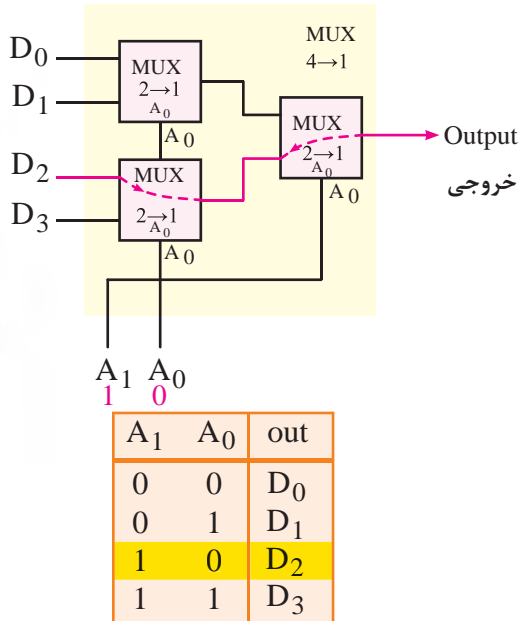 MUX
4→1
D₀
D₁
MUX
2→1
A₀
A₀
MUX
2→1
A₀
A₀
Output
خروجی
D₂
D₃
MUX
2→1
A₀
A₀
A₁ A₀
1 0
A₁ A₀ out
0 0 D₀
0 1 D₁
1 0 D₂
1 1 D₃